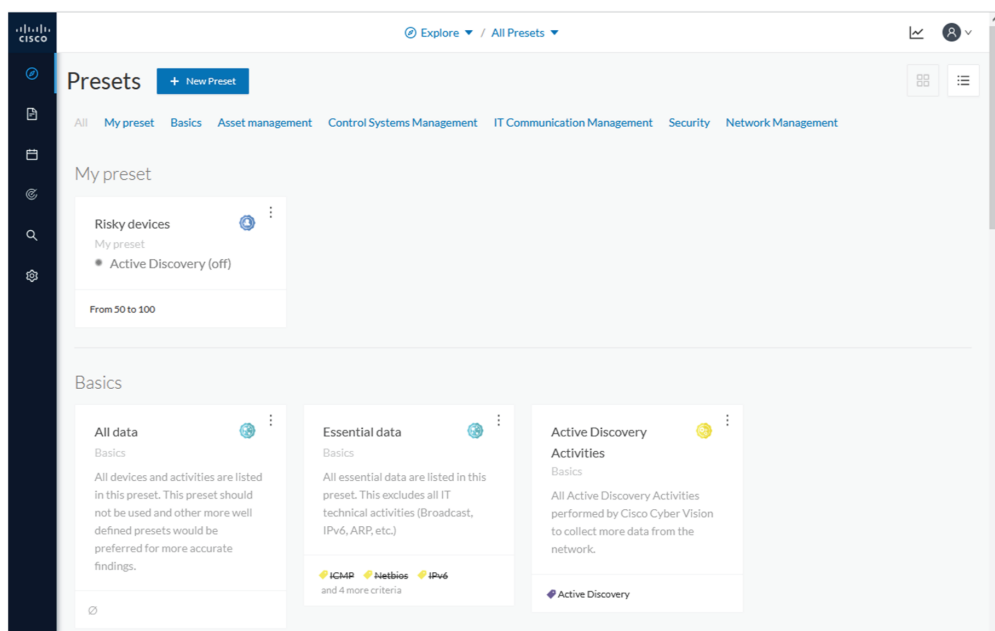 CISCO
Explore / All Presets
Presets
+ New Preset
All My preset Basics Asset management Control Systems Management IT Communication Management Security Network Management
My preset
Risky devices
My preset
Active Discovery (off)
From 50 to 100
Basics
All data
Basics
All devices and activities are listed
in this preset. This preset should
not be used and other more well
defined presets would be
preferred for more accurate
findings.
Essential data
Basics
All essential data are listed in this
preset. This excludes all IT
technical activities (Broadcast,
IPv6, ARP, etc.)
ICMP Netbios IPv6
and 4 more criteria
Active Discovery
Activities
Basics
All Active Discovery Activities
performed by Cisco Cyber Vision
to collect more data from the
network.
Active Discovery